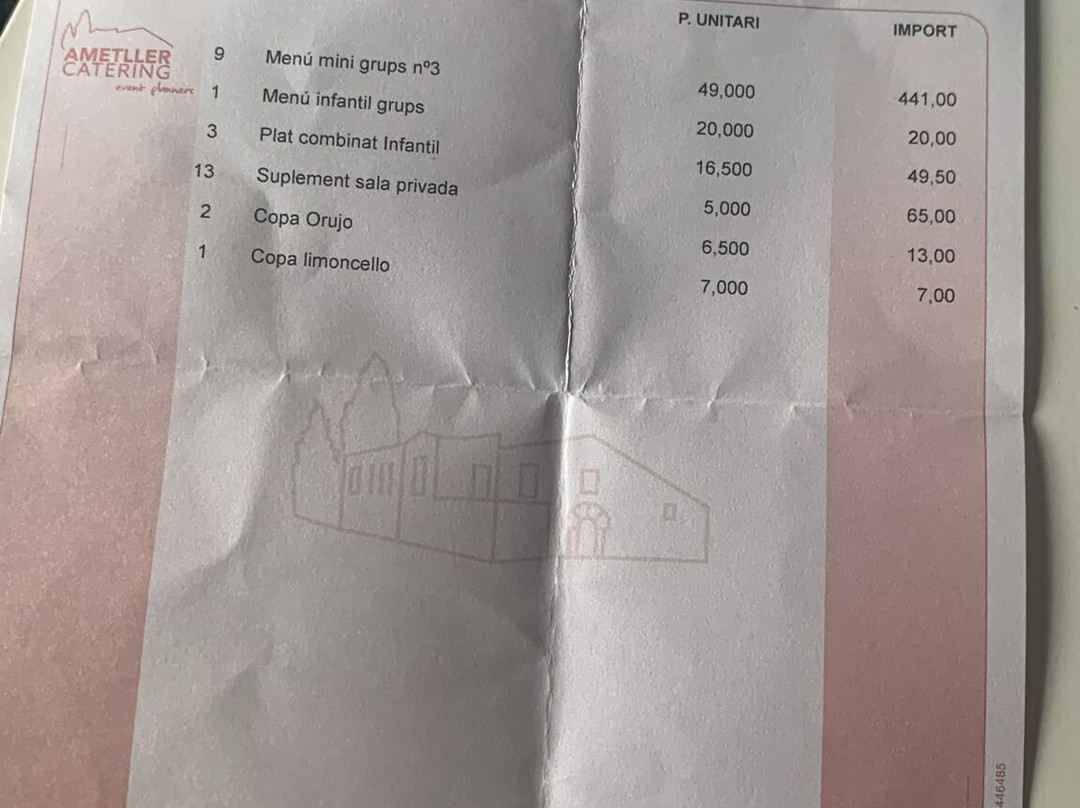 P. UNITARI IMPORT
AMETLLER
CATERING
event planners
9 Menú mini grups nº3 49,000 441,00
1 Menú infantil grups 20,000 20,00
3 Plat combinat Infantil 16,500 49,50
13 Suplement sala privada 5,000 65,00
2 Copa Orujo 6,500 13,00
1 Copa limoncello 7,000 7,00
446485